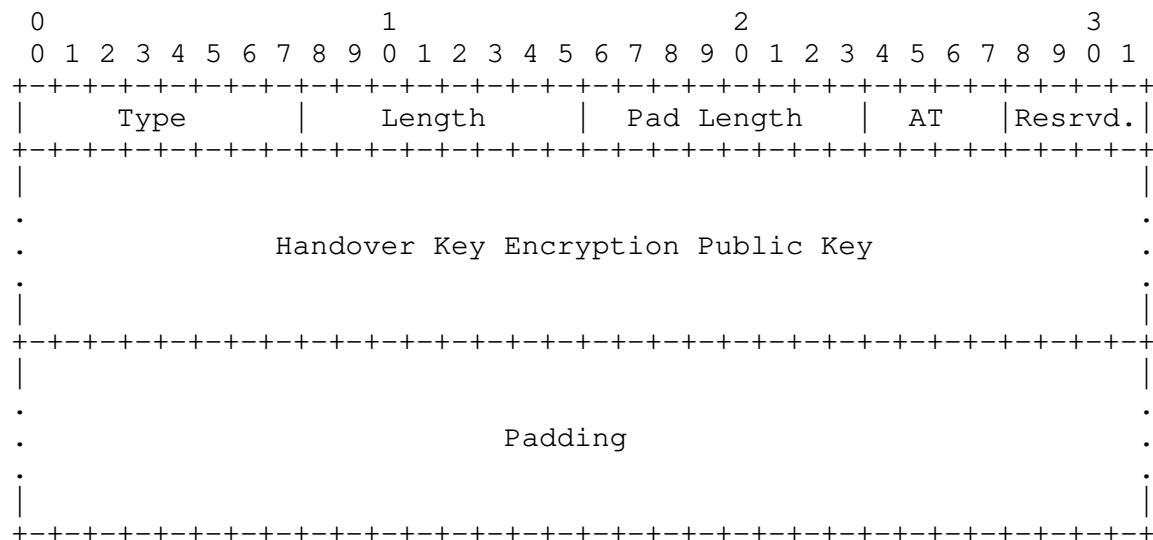 0                   1                   2                   3
 0 1 2 3 4 5 6 7 8 9 0 1 2 3 4 5 6 7 8 9 0 1 2 3 4 5 6 7 8 9 0 1
+-+-+-+-+-+-+-+-+-+-+-+-+-+-+-+-+-+-+-+-+-+-+-+-+-+-+-+-+-+-+-+-+
|     Type      |    Length     |  Pad Length   |  AT   |Resrvd.|
+-+-+-+-+-+-+-+-+-+-+-+-+-+-+-+-+-+-+-+-+-+-+-+-+-+-+-+-+-+-+-+-+
|                                                               |
.                                                               .
.              Handover Key Encryption Public Key               .
.                                                               .
|                                                               |
+-+-+-+-+-+-+-+-+-+-+-+-+-+-+-+-+-+-+-+-+-+-+-+-+-+-+-+-+-+-+-+-+
|                                                               |
.                                                               .
.                           Padding                             .
.                                                               .
|                                                               |
+-+-+-+-+-+-+-+-+-+-+-+-+-+-+-+-+-+-+-+-+-+-+-+-+-+-+-+-+-+-+-+-+